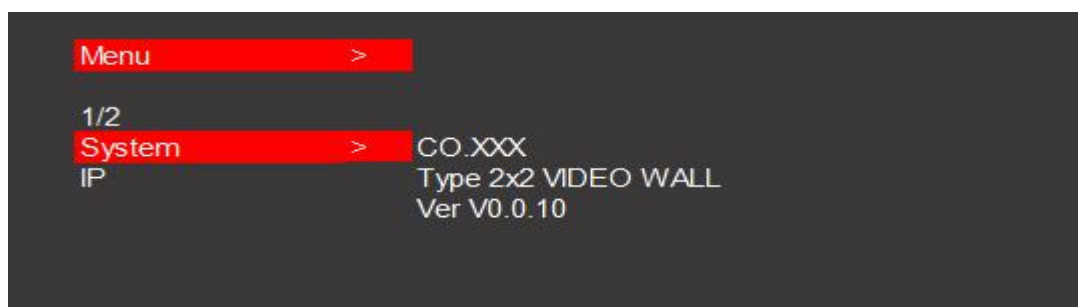 Menu >
1/2
System > CO.XXX
IP Type 2x2 VIDEO WALL
Ver V0.0.10